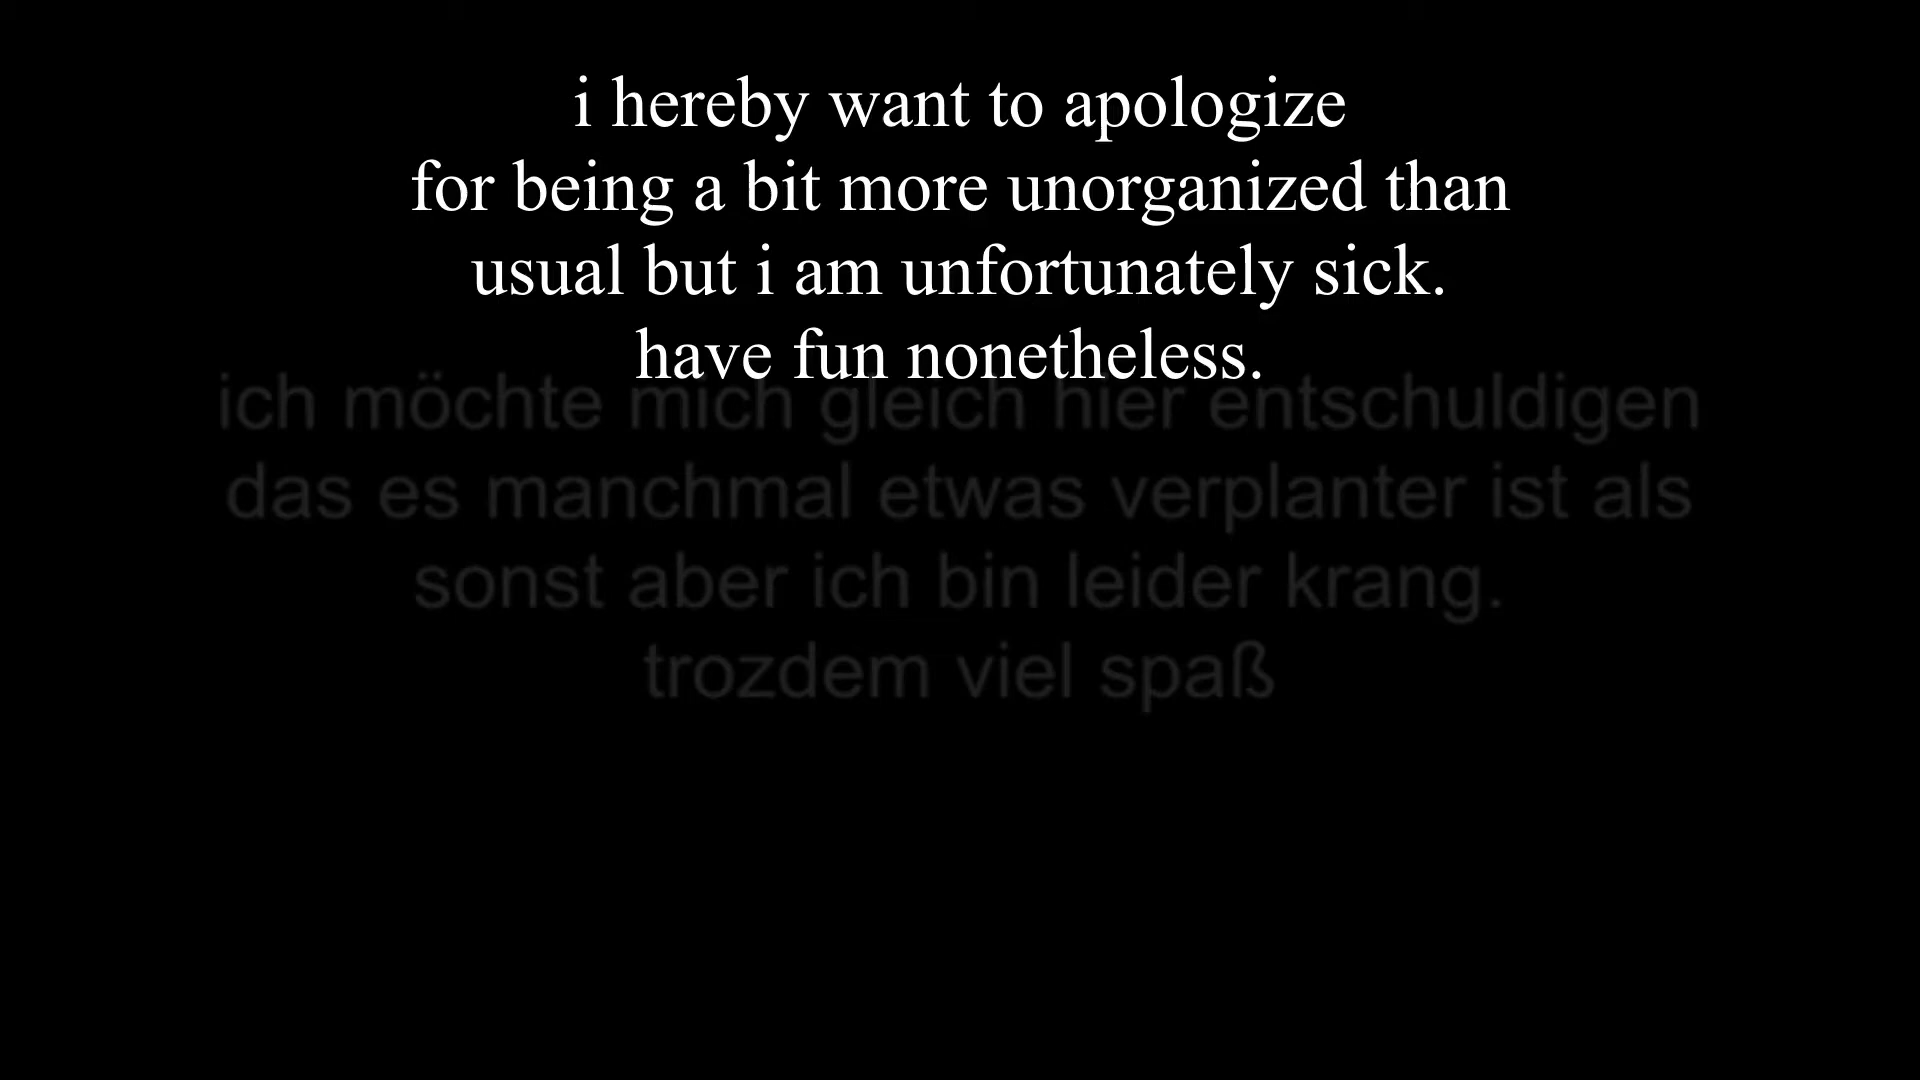 i hereby want to apologize
for being a bit more unorganized than
usual but i am unfortunately sick.
have fun nonetheless.
ich möchte mich gleich hier entschuldigen
das es manchmal etwas verplanter ist als
sonst aber ich bin leider krang.
trozdem viel spaß